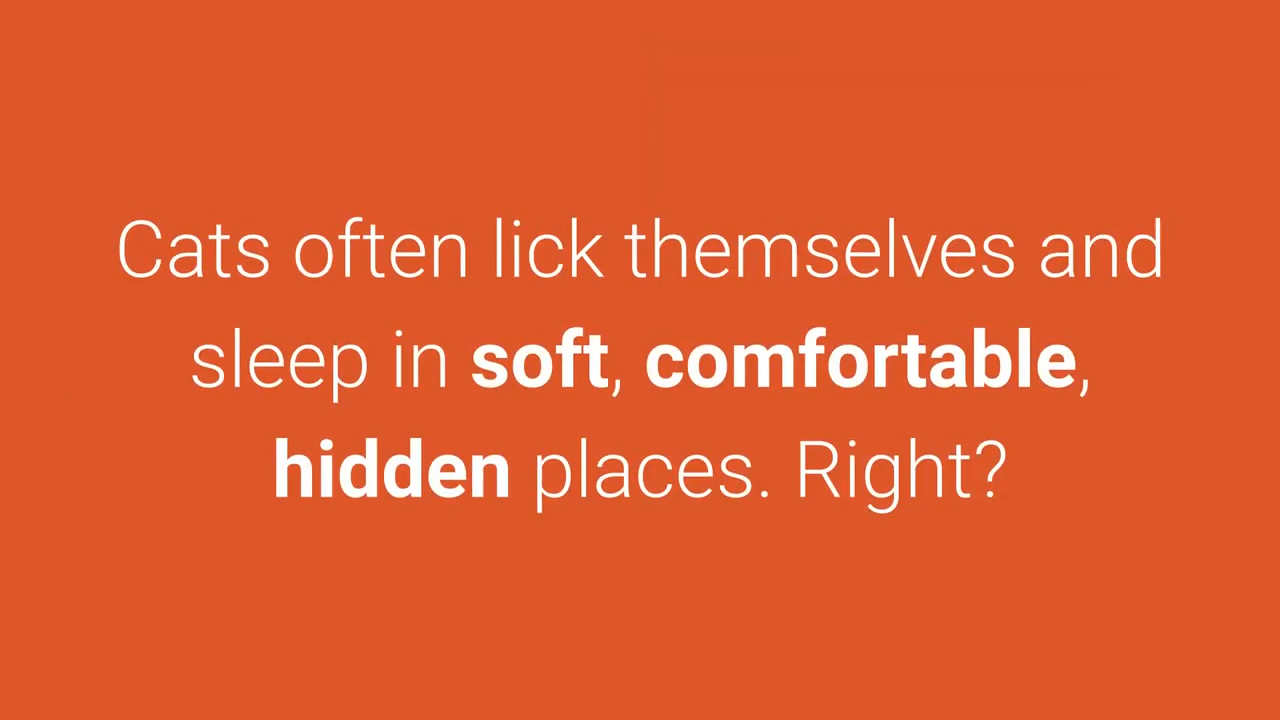 Cats often lick themselves and
sleep in soft, comfortable,
hidden places. Right?